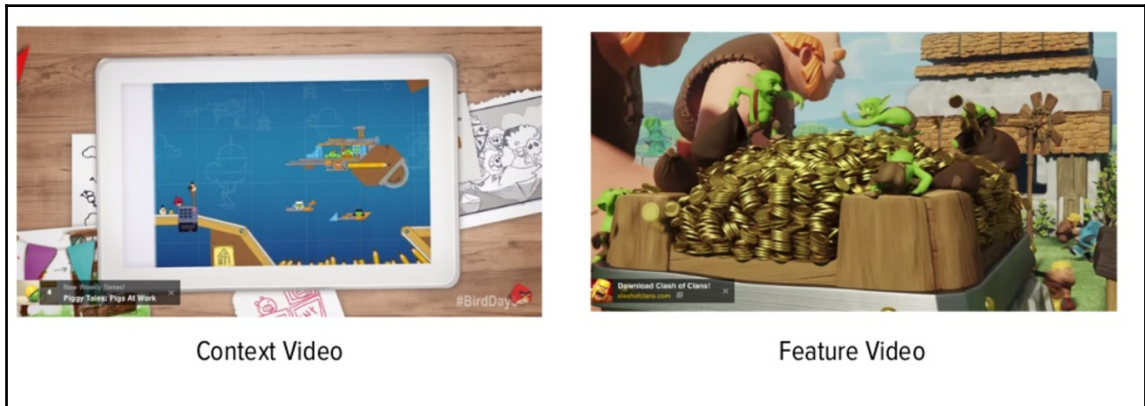 New Weekly Series!
Piggy Tales: Pigs At Work
#BirdDay
Download Clash of Clans!
clashofclans.com
Context Video
Feature Video